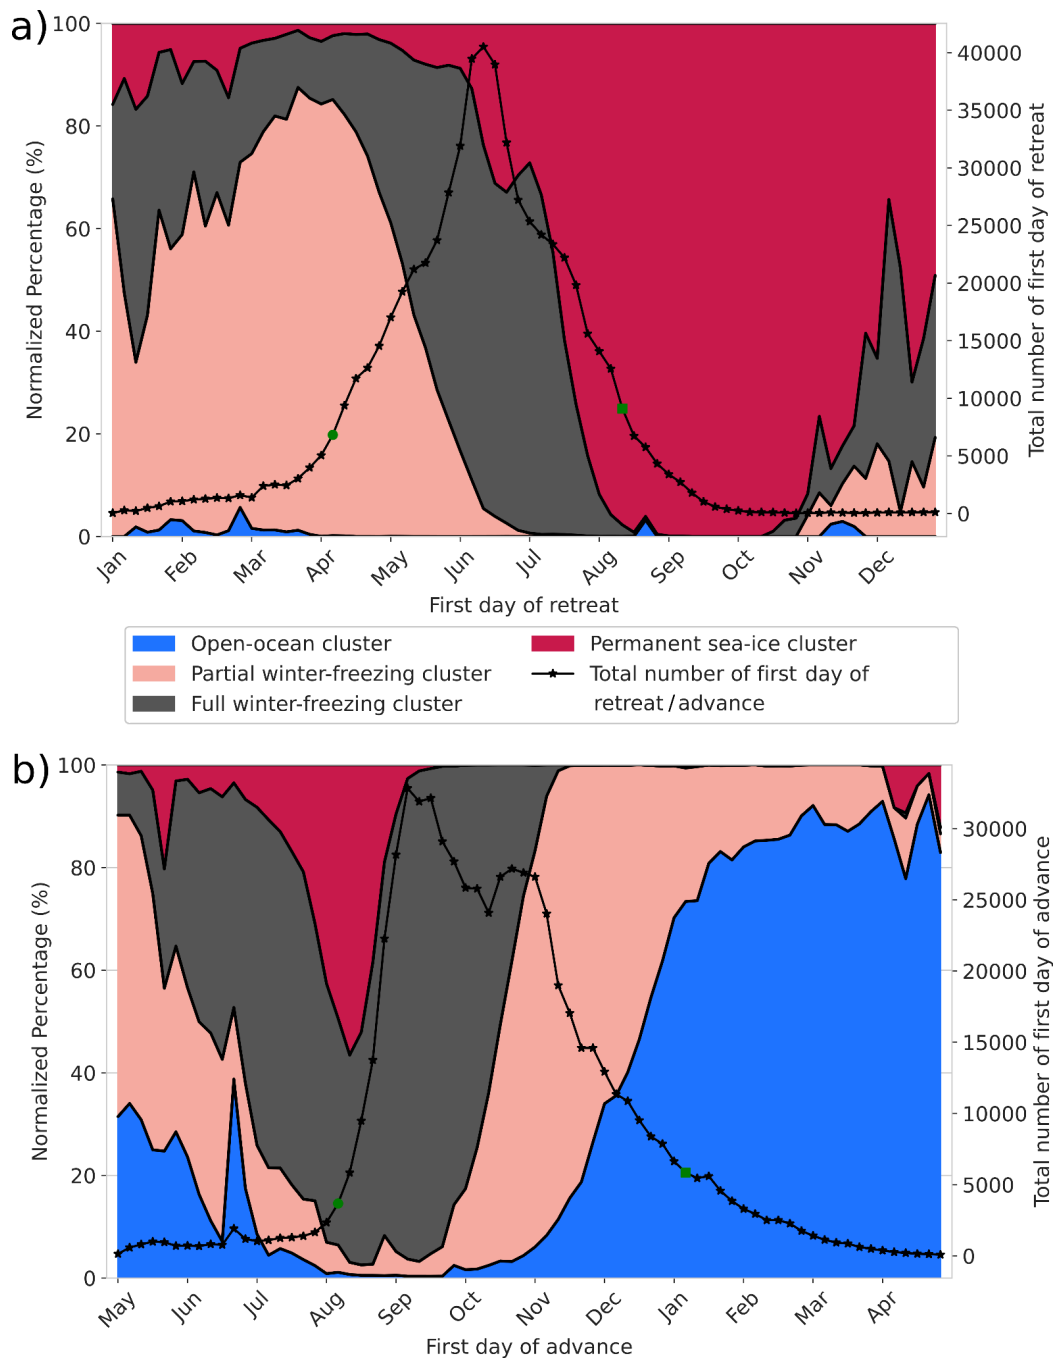 a)
Normalized Percentage (%)
100
80
60
40
20
0
40000
35000
30000
25000
20000
15000
10000
5000
0
Total number of first day of retreat
Jan Feb Mar Apr May Jun Jul Aug Sep Oct Nov Dec
First day of retreat
Open-ocean cluster
Partial winter-freezing cluster
Full winter-freezing cluster
Permanent sea-ice cluster
Total number of first day of
retreat/advance
b)
Normalized Percentage (%)
100
80
60
40
20
0
30000
25000
20000
15000
10000
5000
0
Total number of first day of advance
May Jun Jul Aug Sep Oct Nov Dec Jan Feb Mar Apr
First day of advance